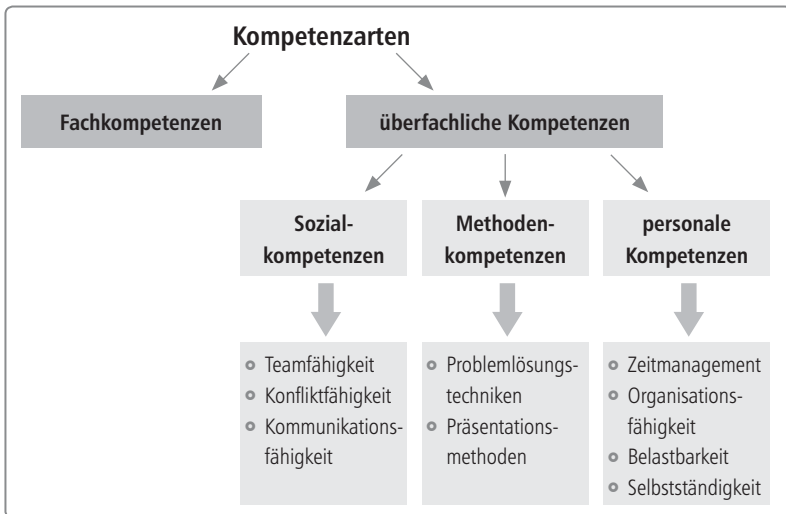 Kompetenzarten
Fachkompetenzen
überfachliche Kompetenzen
Sozial-
kompetenzen
Methoden-
kompetenzen
personale
Kompetenzen
Teamfähigkeit
Konfliktfähigkeit
Kommunikations-
fähigkeit
Problemlösungs-
techniken
Präsentations-
methoden
Zeitmanagement
Organisations-
fähigkeit
Belastbarkeit
Selbstständigkeit